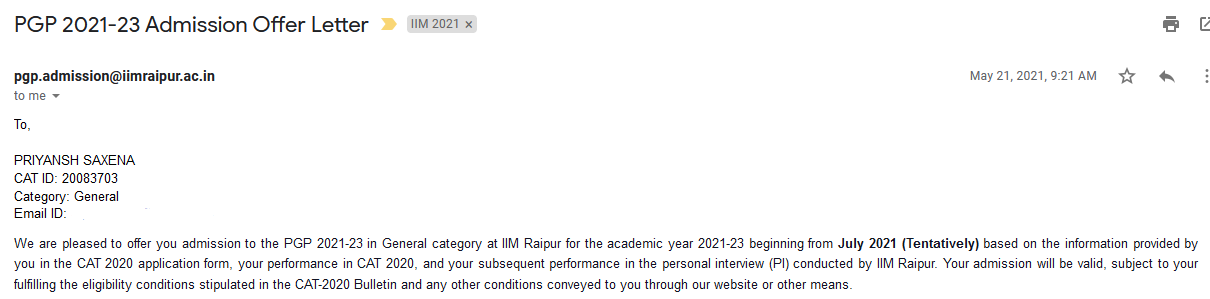 PGP 2021-23 Admission Offer Letter IIM 2021 ×
pgp.admission@iimraipur.ac.in May 21, 2021, 9:21 AM
to me
To,
PRIYANSH SAXENA
CAT ID: 20083703
Category: General
Email ID:
We are pleased to offer you admission to the PGP 2021-23 in General category at IIM Raipur for the academic year 2021-23 beginning from July 2021 (Tentatively) based on the information provided by
you in the CAT 2020 application form, your performance in CAT 2020, and your subsequent performance in the personal interview (PI) conducted by IIM Raipur. Your admission will be valid, subject to your
fulfilling the eligibility conditions stipulated in the CAT-2020 Bulletin and any other conditions conveyed to you through our website or other means.